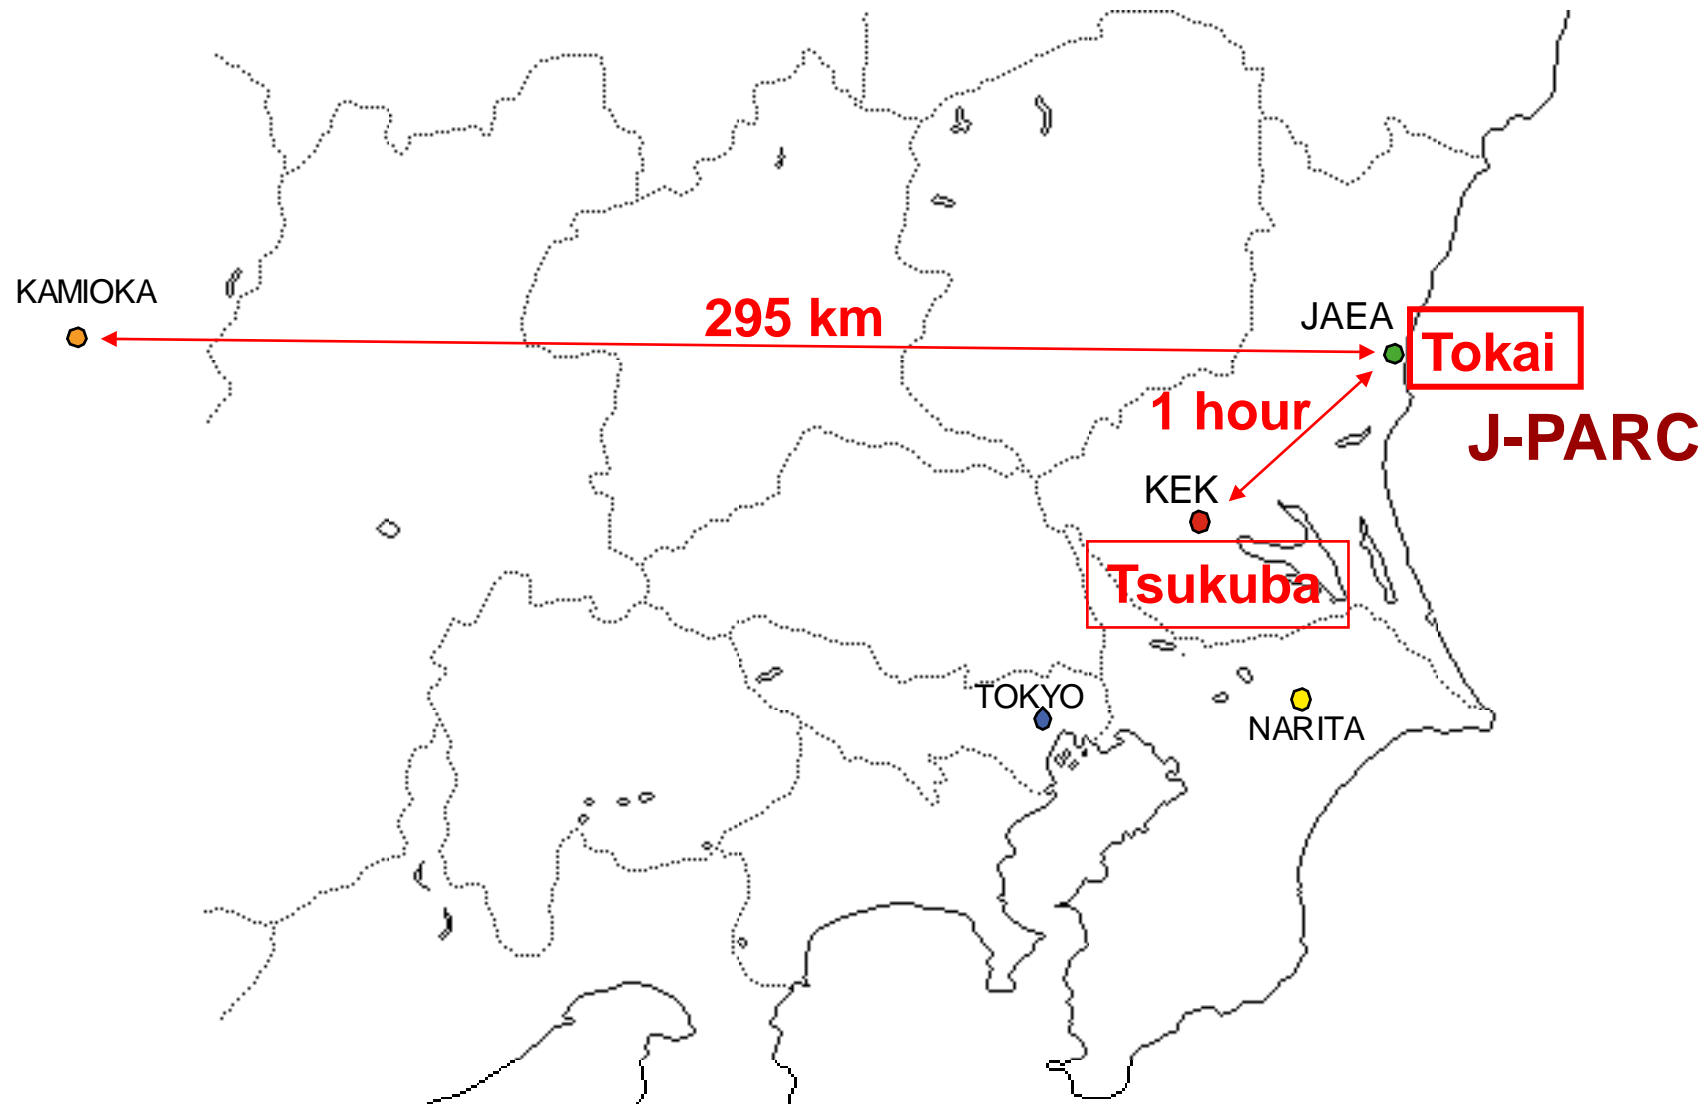 KAMIOKA
295 km
JAEA
Tokai
1 hour
J-PARC
KEK
Tsukuba
TOKYO
NARITA